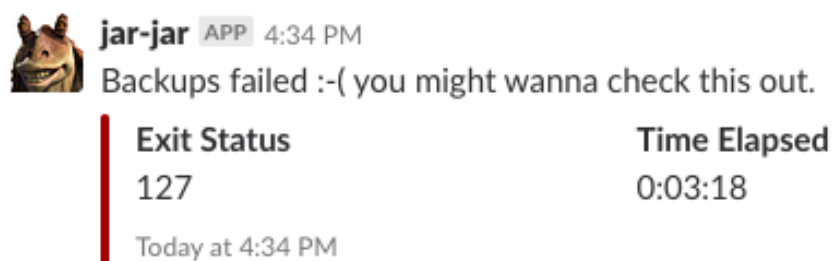 jar-jar APP 4:34 PM
Backups failed :-( you might wanna check this out.
Exit Status Time Elapsed
127 0:03:18
Today at 4:34 PM